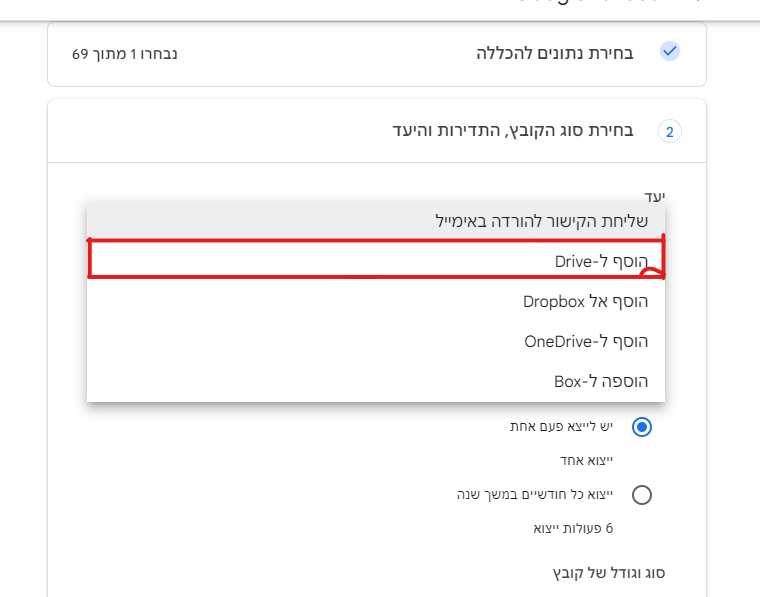 בחירת נתונים להכללה
נבחרו 1 מתוך 69
2
בחירת סוג הקובץ, התדירות והיעד
יעד
שליחת הקישור להורדה באימייל
הוסף ל-Drive
הוסף אל Dropbox
הוסף ל-OneDrive
הוספה ל-Box
יש לייצא פעם אחת
ייצוא אחד
ייצוא כל חודשיים במשך שנה
6 פעולות ייצוא
סוג וגודל של קובץ